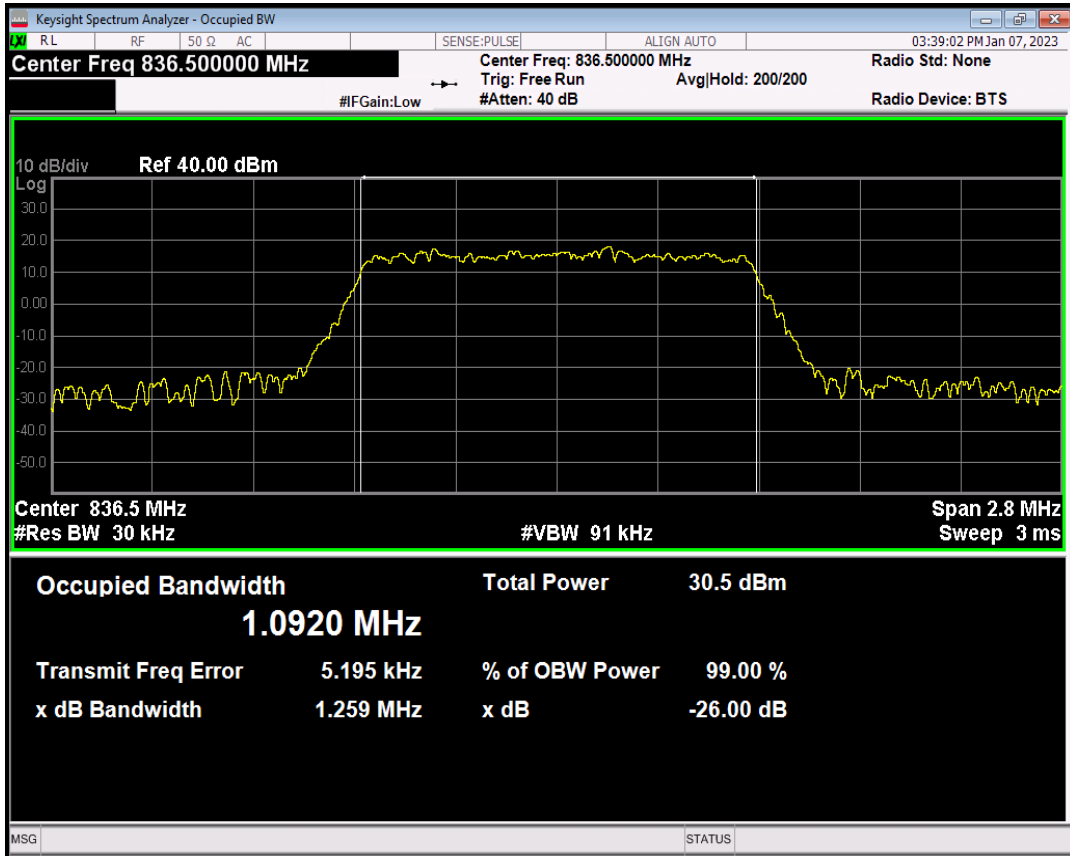 Keysight Spectrum Analyzer - Occupied BW
LXI RL RF 50 Ω AC SENSE:PULSE ALIGN AUTO 03:39:02 PM Jan 07, 2023
Center Freq 836.500000 MHz Center Freq: 836.500000 MHz Radio Std: None
Trig: Free Run Avg|Hold: 200/200
#IFGain:Low #Atten: 40 dB Radio Device: BTS
10 dB/div Ref 40.00 dBm
Log
30.0
20.0
10.0
0.00
-10.0
-20.0
-30.0
-40.0
-50.0
Center 836.5 MHz Span 2.8 MHz
#Res BW 30 kHz #VBW 91 kHz Sweep 3 ms
Occupied Bandwidth Total Power 30.5 dBm
1.0920 MHz
Transmit Freq Error 5.195 kHz % of OBW Power 99.00 %
x dB Bandwidth 1.259 MHz x dB -26.00 dB
MSG STATUS